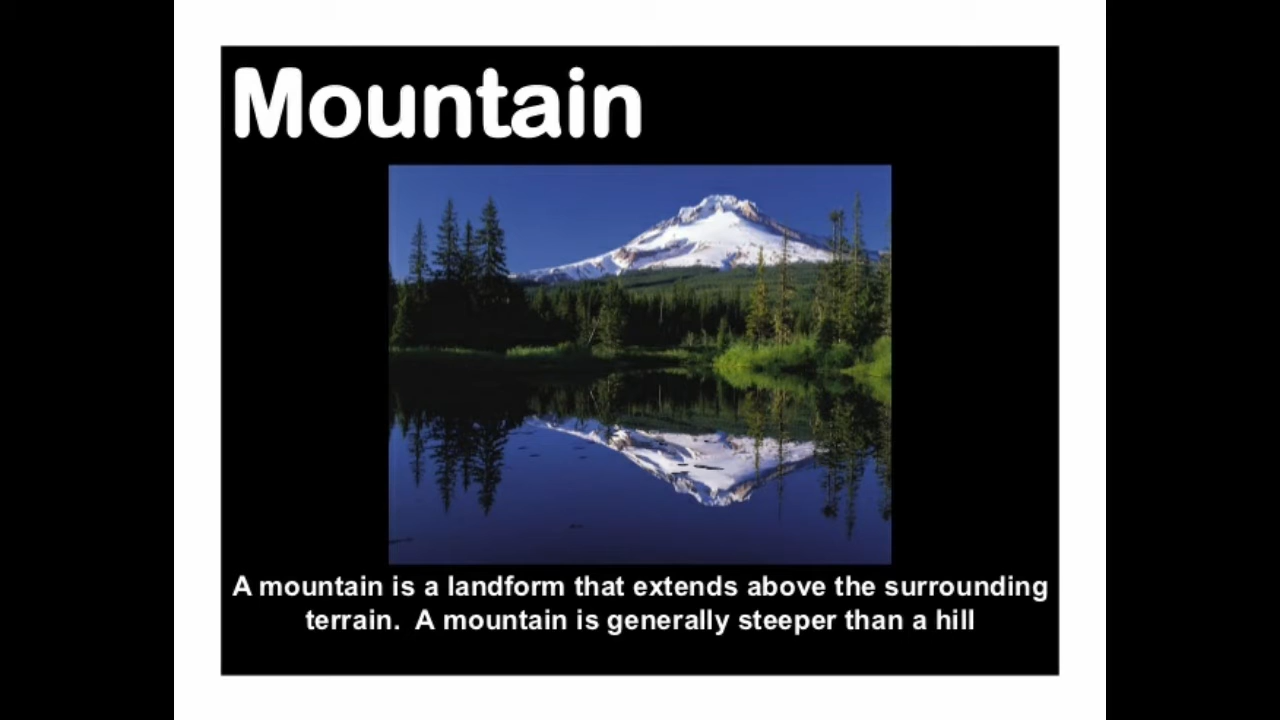 Mountain
A mountain is a landform that extends above the surrounding
terrain.  A mountain is generally steeper than a hill